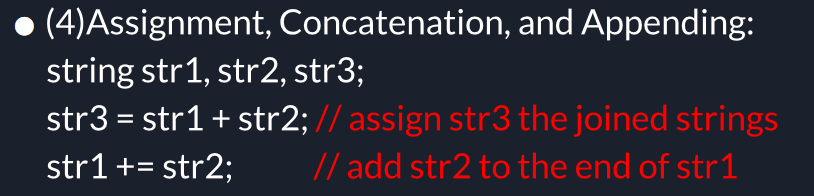 ● (4)Assignment, Concatenation, and Appending:
string str1, str2, str3;
str3 = str1 + str2; // assign str3 the joined strings
str1 += str2; // add str2 to the end of str1